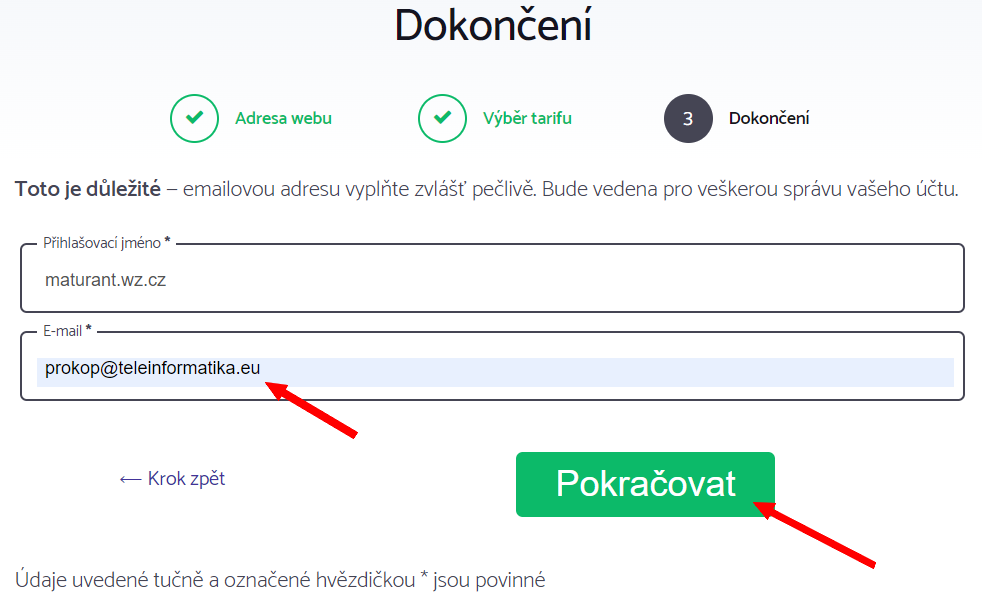 Dokončení
Adresa webu
Výběr tarifu
3
Dokončení
Toto je důležité – emailovou adresu vyplňte zvlášť pečlivě. Bude vedena pro veškerou správu vašeho účtu.
Přihlašovací jméno *
maturant.wz.cz
E-mail *
prokop@teleinformatika.eu
← Krok zpět
Pokračovat
Údaje uvedené tučně a označené hvězdičkou * jsou povinné